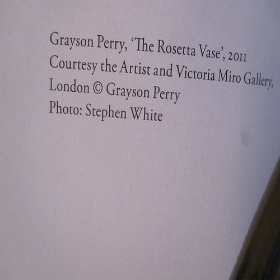 Grayson Perry, ‘The Rosetta Vase’, 2011
Courtesy the Artist and Victoria Miro Gallery,
London © Grayson Perry
Photo: Stephen White